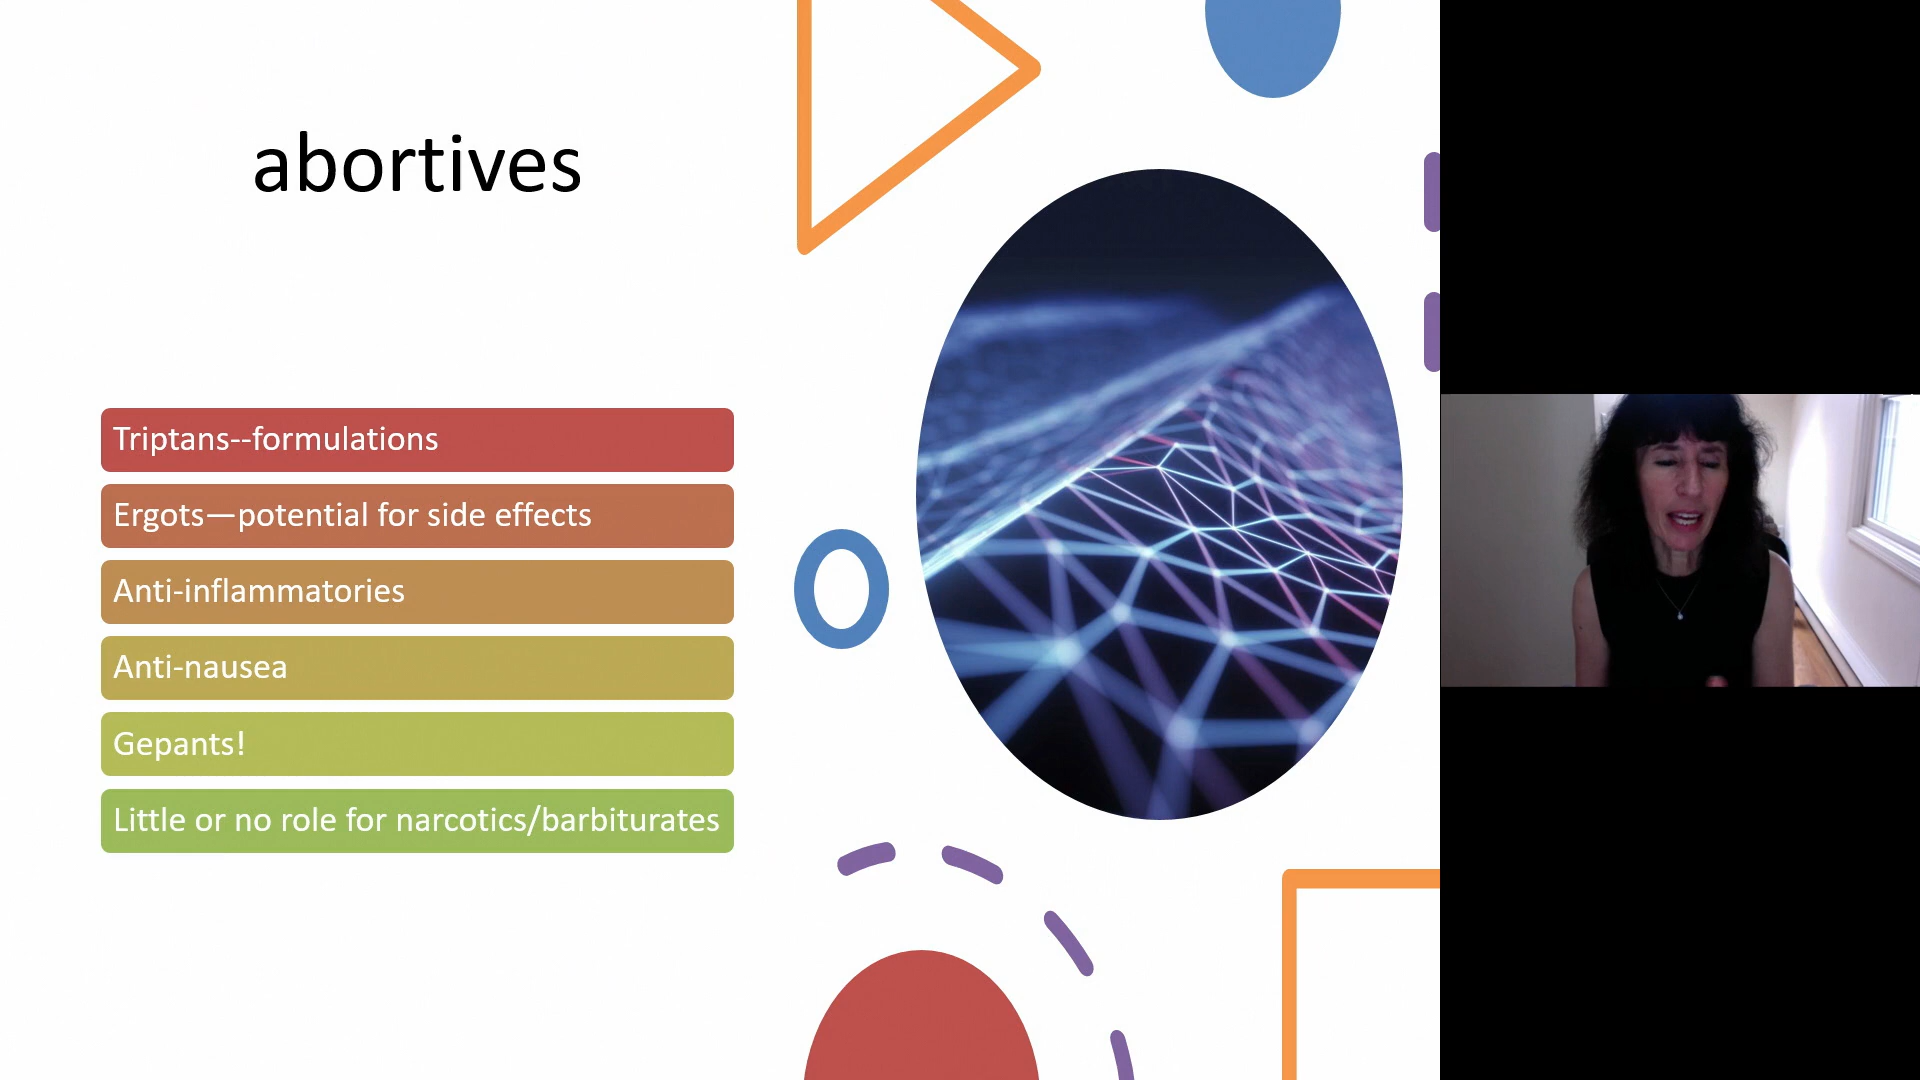 abortives
Triptans--formulations
Ergots—potential for side effects
Anti-inflammatories
Anti-nausea
Gepants!
Little or no role for narcotics/barbiturates